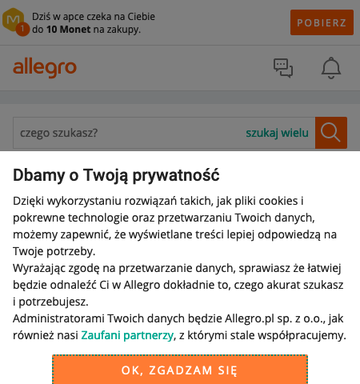 Dziś w apce czeka na Ciebie
do 10 Monet na zakupy.
POBIERZ
M
1
allegro
czego szukasz?
szukaj wielu
Dbamy o Twoją prywatność
Dzięki wykorzystaniu rozwiązań takich, jak pliki cookies i
pokrewne technologie oraz przetwarzaniu Twoich danych,
możemy zapewnić, że wyświetlane treści lepiej odpowiedzą na
Twoje potrzeby.
Wyrażając zgodę na przetwarzanie danych, sprawiasz że łatwiej
będzie odnaleźć Ci w Allegro dokładnie to, czego akurat szukasz
i potrzebujesz.
Administratorami Twoich danych będzie Allegro.pl sp. z o.o., jak
również nasi Zaufani partnerzy, z którymi stale współpracujemy.
OK, ZGADZAM SIĘ